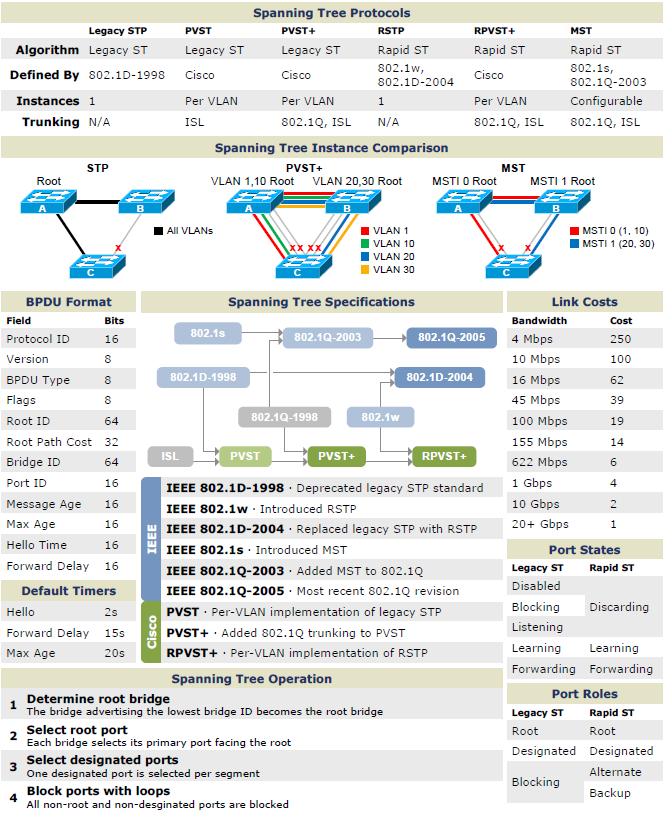 Spanning Tree Protocols
Legacy STP PVST PVST+ RSTP RPVST+ MST
Algorithm Legacy ST Legacy ST Legacy ST Rapid ST Rapid ST Rapid ST
Defined By 802.1D-1998 Cisco Cisco 802.1w, 802.1D-2004 Cisco 802.1s, 802.1Q-2003
Instances 1 Per VLAN Per VLAN 1 Per VLAN Configurable
Trunking N/A ISL 802.1Q, ISL N/A 802.1Q, ISL 802.1Q, ISL
Spanning Tree Instance Comparison
STP
Root
A
B
C
x
All VLANs
PVST+
VLAN 1,10 Root
VLAN 20,30 Root
A
B
C
x x x x
VLAN 1
VLAN 10
VLAN 20
VLAN 30
MST
MSTI 0 Root
MSTI 1 Root
A
B
C
x x
MSTI 0 (1, 10)
MSTI 1 (20, 30)
BPDU Format
Field Bits
Protocol ID 16
Version 8
BPDU Type 8
Flags 8
Root ID 64
Root Path Cost 32
Bridge ID 64
Port ID 16
Message Age 16
Max Age 16
Hello Time 16
Forward Delay 16
Default Timers
Hello 2s
Forward Delay 15s
Max Age 20s
Spanning Tree Specifications
802.1s
802.1Q-2003
802.1Q-2005
802.1D-1998
802.1D-2004
802.1Q-1998
802.1w
ISL
PVST
PVST+
RPVST+
IEEE
IEEE 802.1D-1998 · Deprecated legacy STP standard
IEEE 802.1w · Introduced RSTP
IEEE 802.1D-2004 · Replaced legacy STP with RSTP
IEEE 802.1s · Introduced MST
IEEE 802.1Q-2003 · Added MST to 802.1Q
IEEE 802.1Q-2005 · Most recent 802.1Q revision
Cisco
PVST · Per-VLAN implementation of legacy STP
PVST+ · Added 802.1Q trunking to PVST
RPVST+ · Per-VLAN implementation of RSTP
Link Costs
Bandwidth Cost
4 Mbps 250
10 Mbps 100
16 Mbps 62
45 Mbps 39
100 Mbps 19
155 Mbps 14
622 Mbps 6
1 Gbps 4
10 Gbps 2
20+ Gbps 1
Port States
Legacy ST Rapid ST
Disabled
Blocking Discarding
Listening
Learning Learning
Forwarding Forwarding
Port Roles
Legacy ST Rapid ST
Root Root
Designated Designated
Blocking Alternate
Backup
Spanning Tree Operation
1 Determine root bridge
The bridge advertising the lowest bridge ID becomes the root bridge
2 Select root port
Each bridge selects its primary port facing the root
3 Select designated ports
One designated port is selected per segment
4 Block ports with loops
All non-root and non-desginated ports are blocked